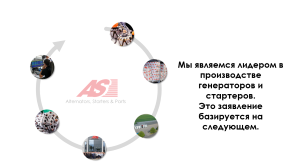 AS
Alternators, Starters & Parts
Мы являемся лидером в
производстве
генераторов и
стартеров.
Это заявление
базируется на
следующем.